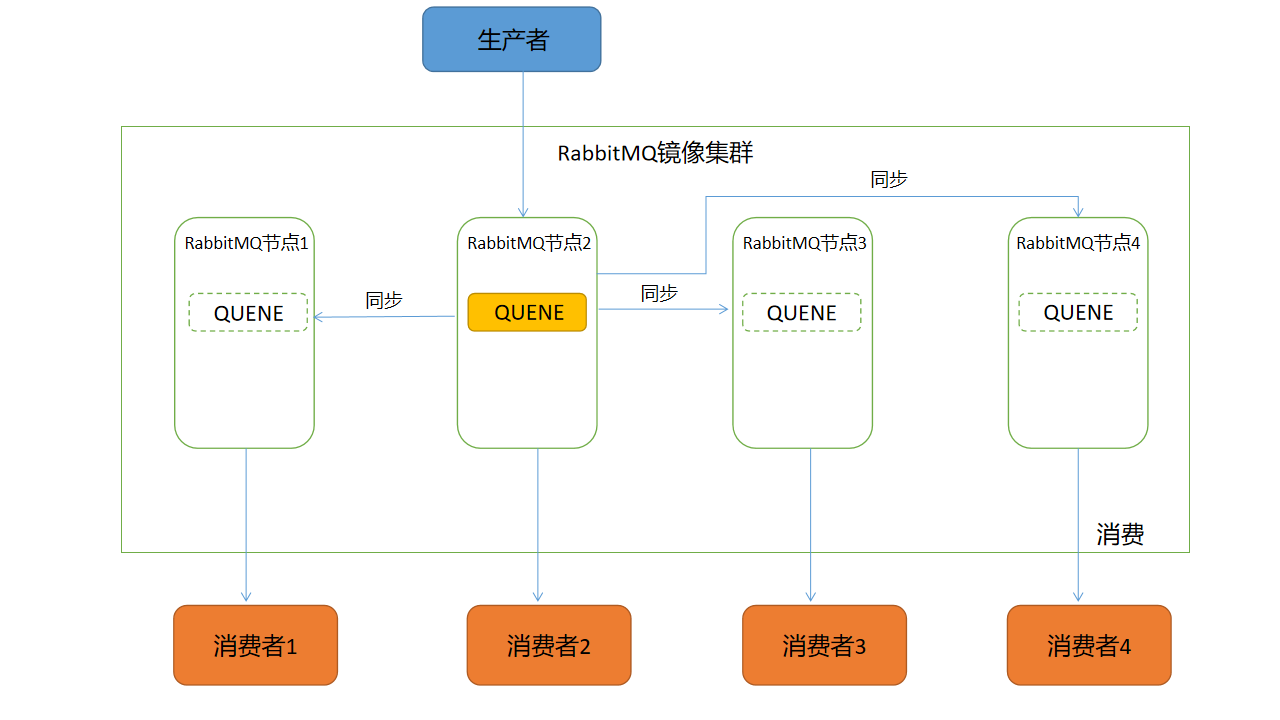 生产者
RabbitMQ镜像集群
同步
RabbitMQ节点1
RabbitMQ节点2
RabbitMQ节点3
RabbitMQ节点4
同步
同步
QUENE
QUENE
QUENE
QUENE
消费
消费者1
消费者2
消费者3
消费者4